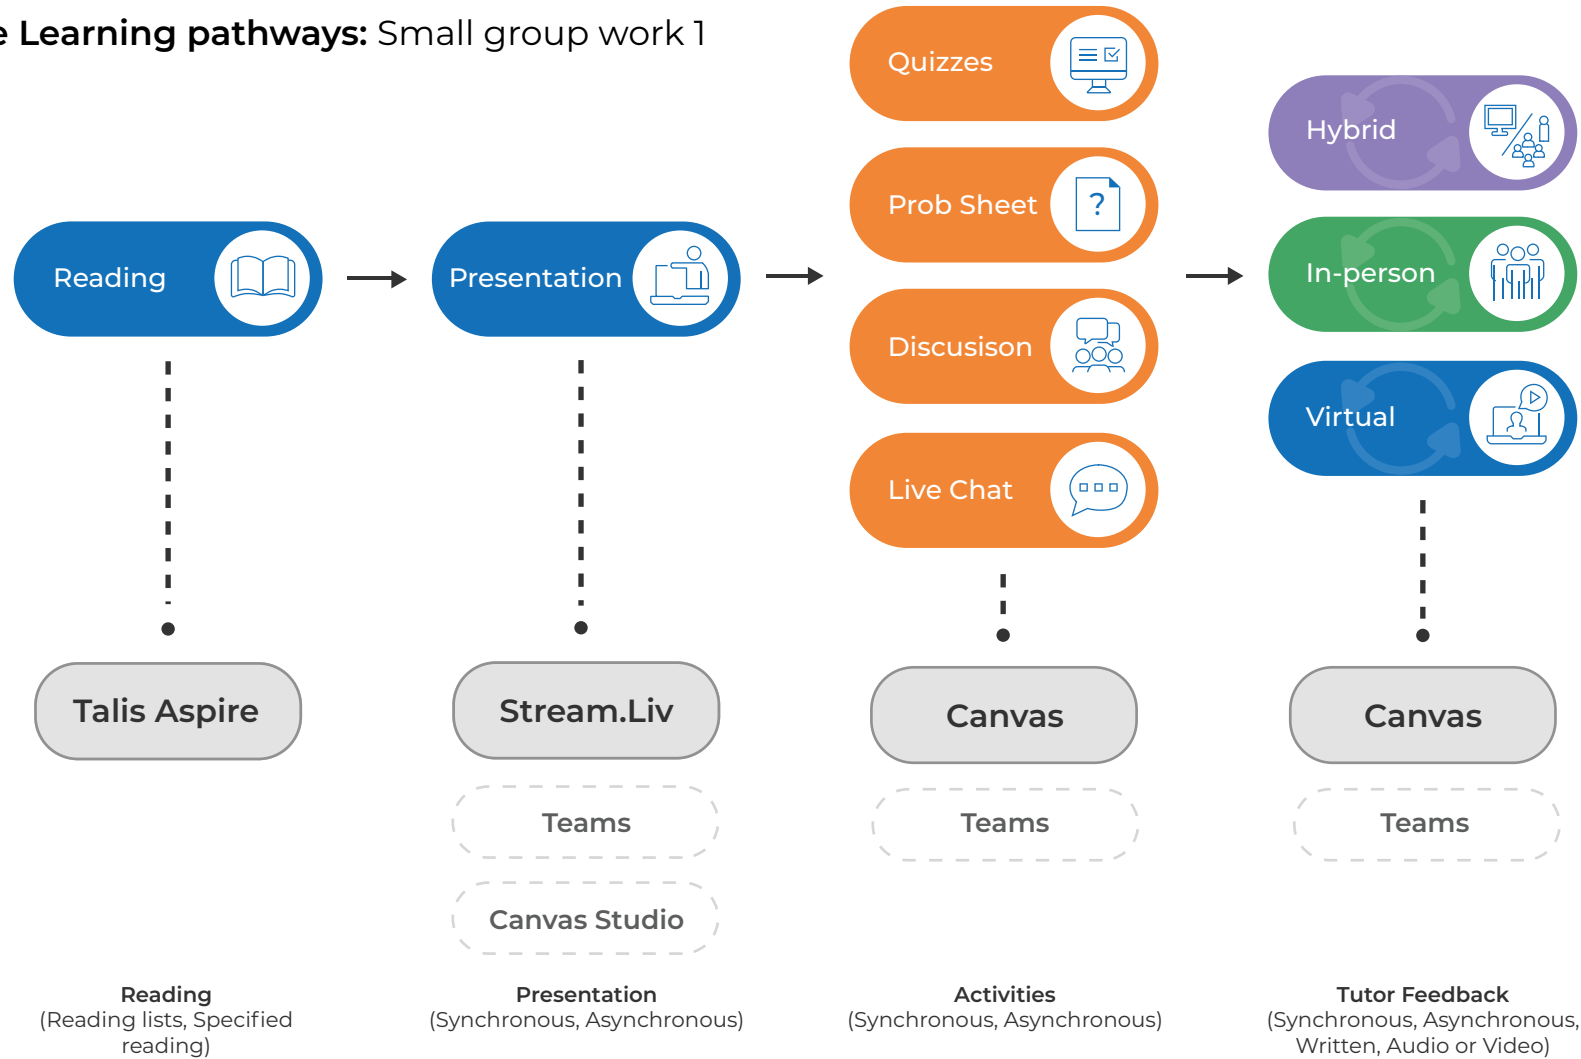 e Learning pathways: Small group work 1
Reading
Presentation
Quizzes
Prob Sheet
?
Discusison
Live Chat
Hybrid
In-person
Virtual
Talis Aspire
Stream.Liv
Teams
Canvas Studio
Canvas
Teams
Canvas
Teams
Reading
(Reading lists, Specified
reading)
Presentation
(Synchronous, Asynchronous)
Activities
(Synchronous, Asynchronous)
Tutor Feedback
(Synchronous, Asynchronous,
Written, Audio or Video)